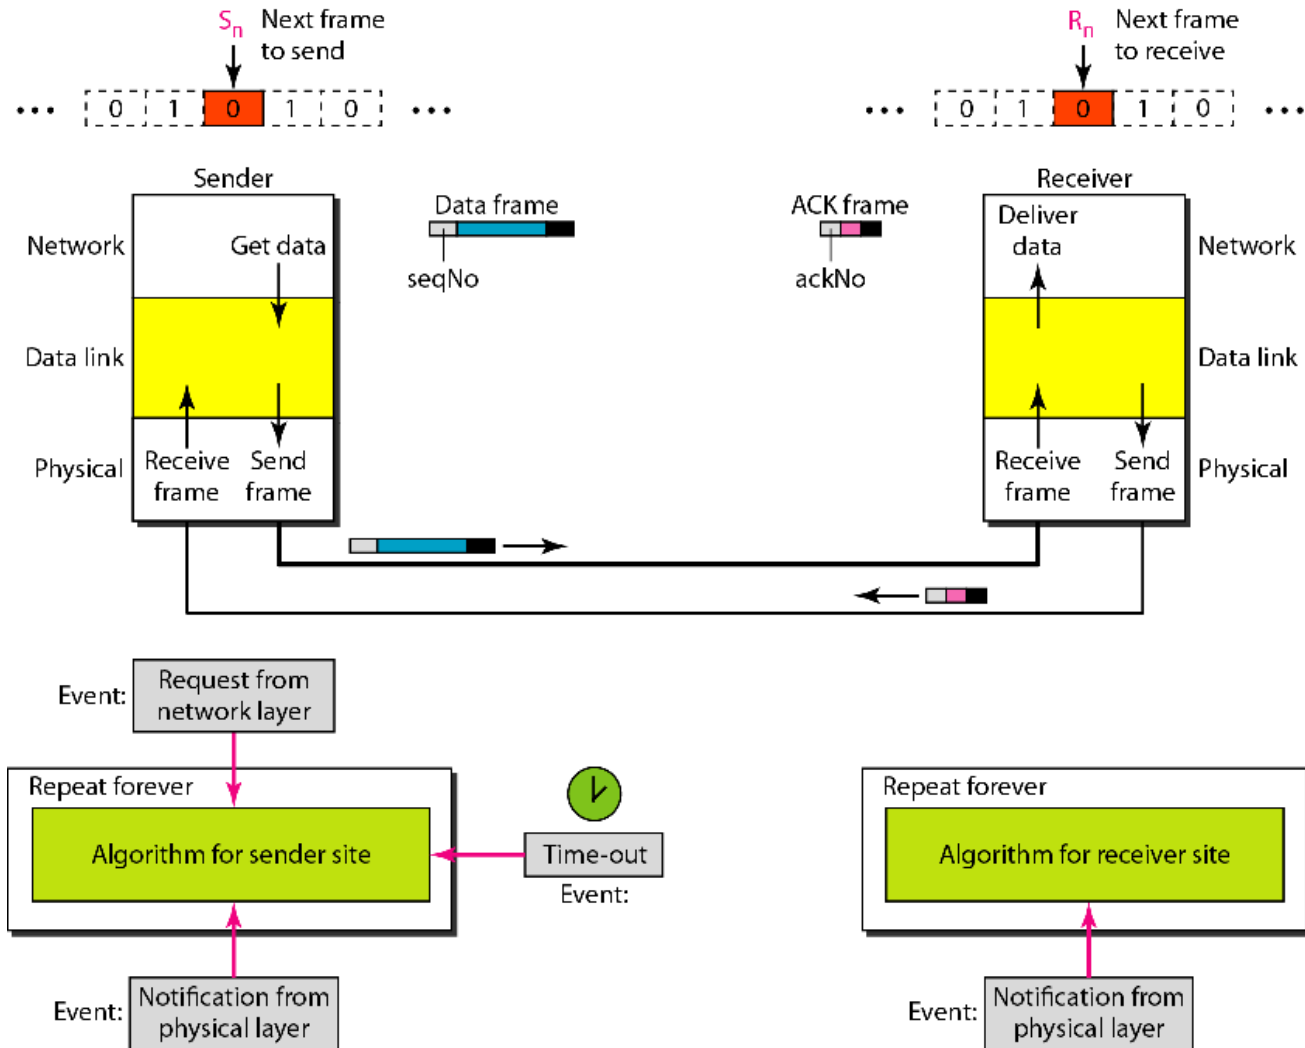 Sn Next frame
to send
Rn Next frame
to receive
••• 0 1 0 1 0 •••
••• 0 1 0 1 0 •••
Sender
Receiver
Data frame
ACK frame
seqNo
ackNo
Network
Get data
Deliver
data
Network
Data link
Data link
Physical
Receive
frame
Send
frame
Receive
frame
Send
frame
Physical
Event:
Request from
network layer
Repeat forever
Algorithm for sender site
Time-out
Event:
Event:
Notification from
physical layer
Repeat forever
Algorithm for receiver site
Event:
Notification from
physical layer